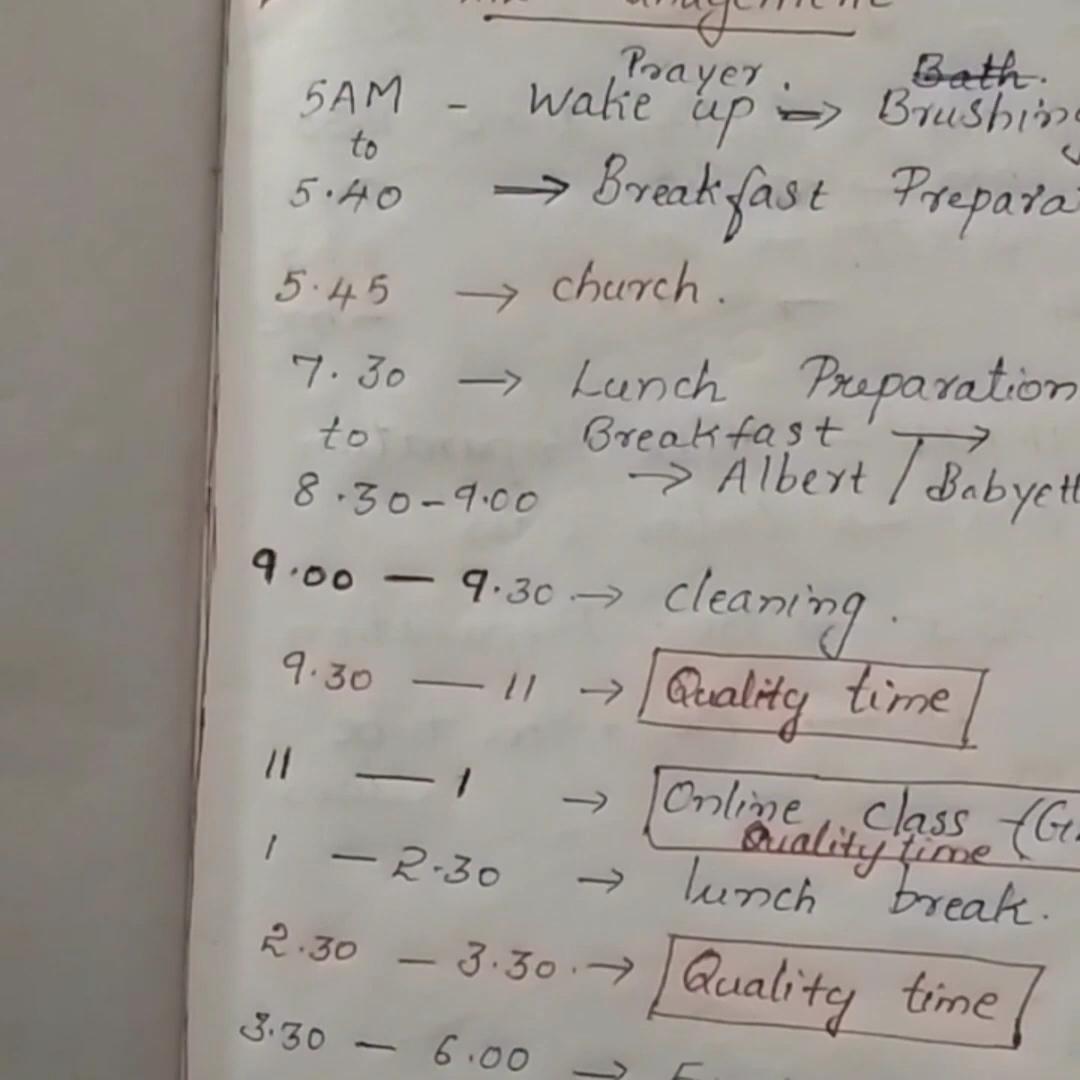 Prayer. Bath.
5AM - Wake up => Brushing
to
5.40 → Breakfast Prepara
5.45 → church.
7.30 → Lunch Preparation
to Breakfast →
8.30-9.00 → Albert / Babyett
9.00 — 9.30 → cleaning.
9.30 — 11 → Quality time
11 — 1 → Online class (G
Quality time
1 — 2.30 → lunch break.
2.30 — 3.30. → Quality time
3.30 — 6.00 →